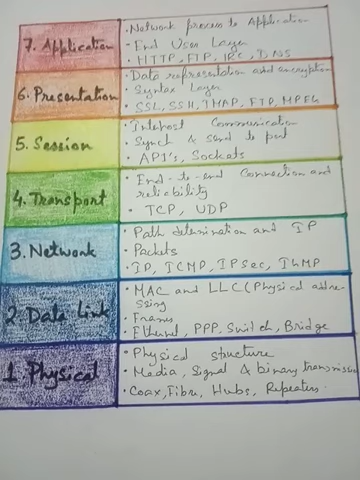 7. Application
• Network process to Application
• End User Layer
• HTTP, FTP, IRC, DNS
6. Presentation
• Data representation and encryption
• Syntax Layer
• SSL, SSH, IMAP, FTP, MPEG
5. Session
• Interhost Communication
• Synch & Send to port
• API's, Sockets
4. Transport
• End-to-end Connection and
reliability
• TCP, UDP
3. Network
• Path determination and IP
• Packets
• IP, ICMP, IPSec, IGMP
2. Data Link
• MAC and LLC (Physical addre-
ssing
• Frames
• Ethernet, PPP, Switch, Bridge
1. Physical
• Physical structure
• Media, Signal & binary transmission
• Coax, Fibre, Hubs, Repeaters.